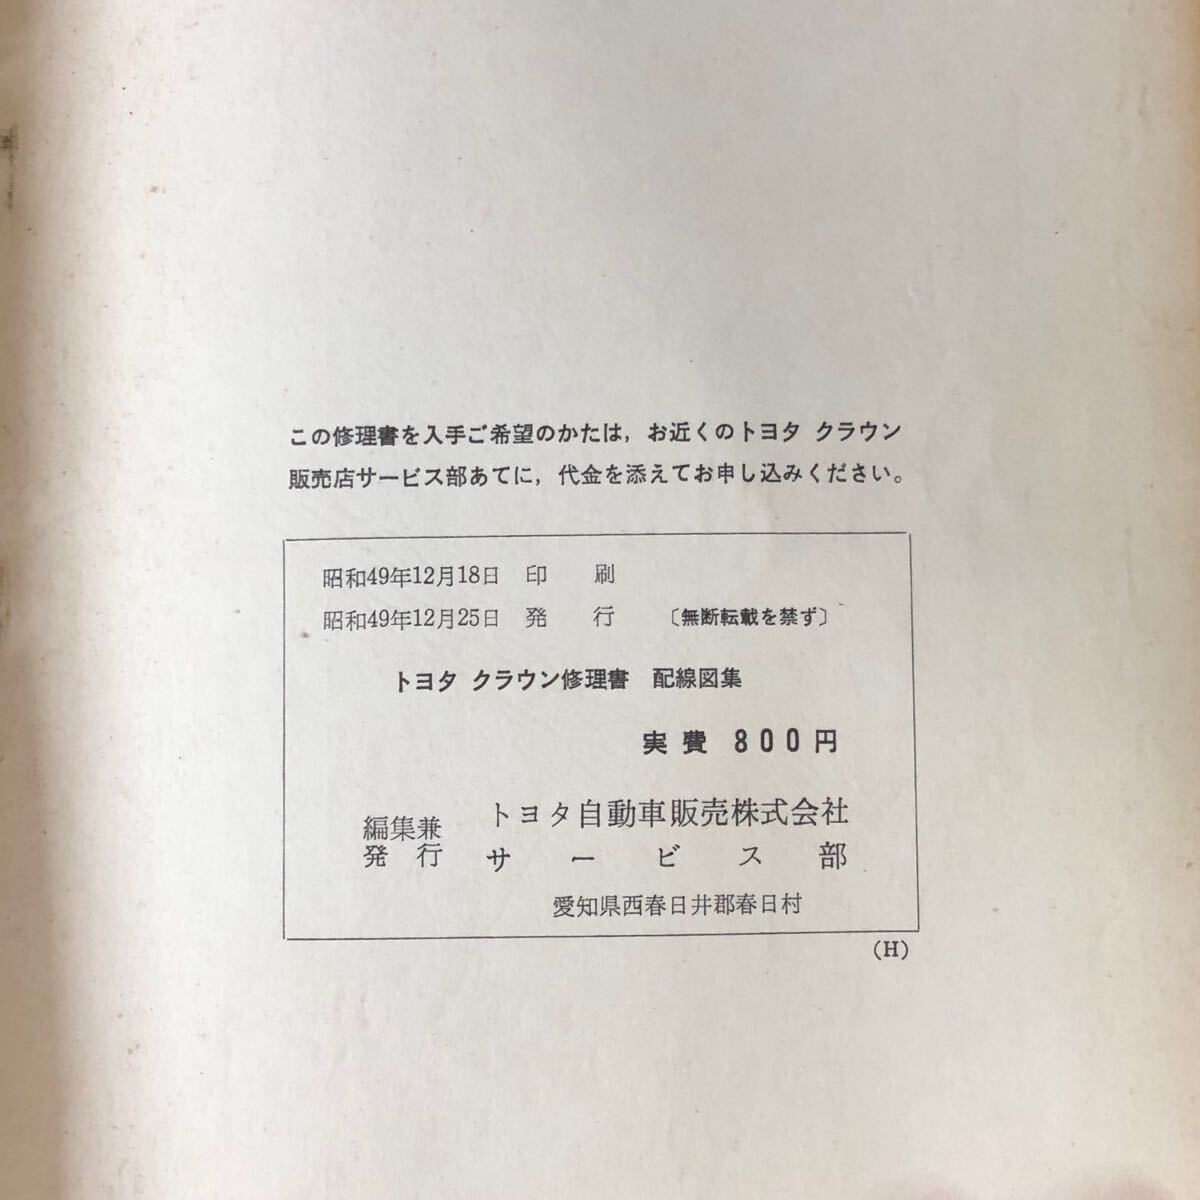 この修理書を入手ご希望のかたは，お近くのトヨタ クラウン
販売店サービス部あてに，代金を添えてお申し込みください。
昭和49年12月18日 印 刷
昭和49年12月25日 発 行 〔無断転載を禁ず〕
トヨタ クラウン修理書 配線図集
実費 800円
編集兼 トヨタ自動車販売株式会社
発行 サービス部
愛知県西春日井郡春日村
(H)